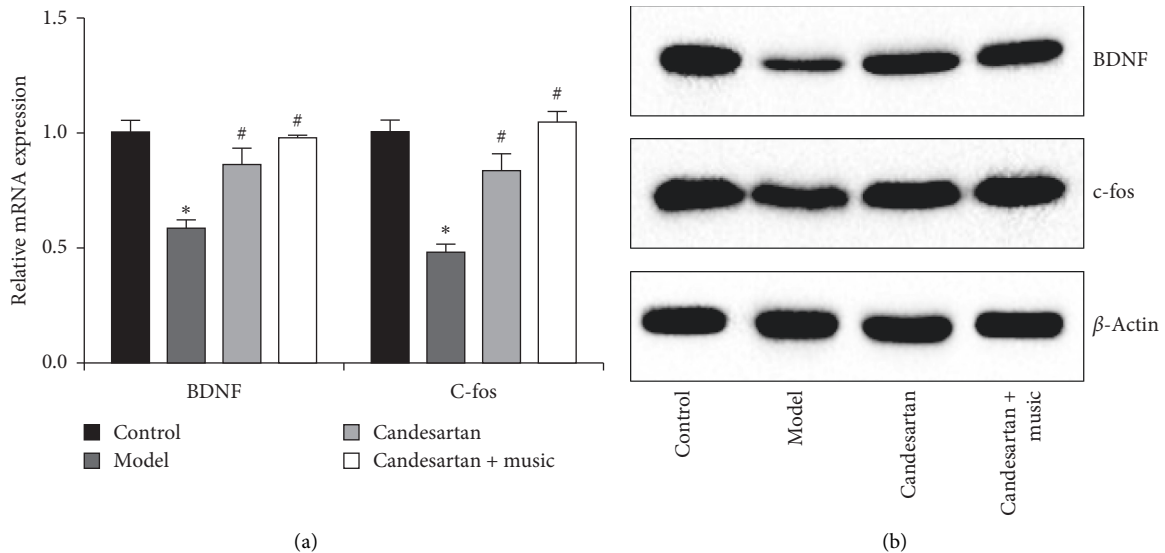 1.5
1.0
0.5
0.0
Relative mRNA expression
*
#
#
*
#
#
BDNF
C-fos
Control
Candesartan
Model
Candesartan + music
(a)
BDNF
c-fos
β-Actin
Control
Model
Candesartan
Candesartan +
music
(b)